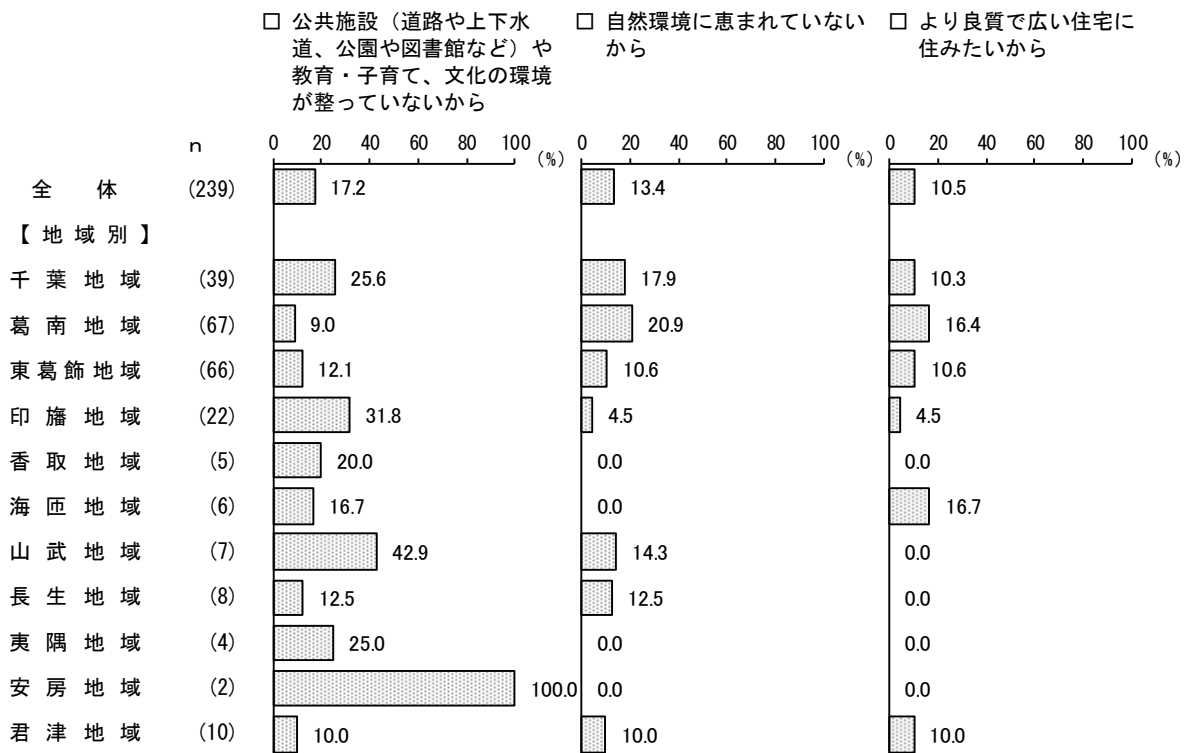 □ 公共施設（道路や上下水
道、公園や図書館など）や
教育・子育て、文化の環境
が整っていないから
□ 自然環境に恵まれていない
から
□ より良質で広い住宅に
住みたいから
n
0 20 40 60 80 100 (%)
0 20 40 60 80 100 (%)
0 20 40 60 80 100 (%)
全体 (239) 17.2 13.4 10.5
【地域別】
千葉地域 (39) 25.6 17.9 10.3
葛南地域 (67) 9.0 20.9 16.4
東葛飾地域 (66) 12.1 10.6 10.6
印旛地域 (22) 31.8 4.5 4.5
香取地域 (5) 20.0 0.0 0.0
海匝地域 (6) 16.7 0.0 16.7
山武地域 (7) 42.9 14.3 0.0
長生地域 (8) 12.5 12.5 0.0
夷隅地域 (4) 25.0 0.0 0.0
安房地域 (2) 100.0 0.0 0.0
君津地域 (10) 10.0 10.0 10.0